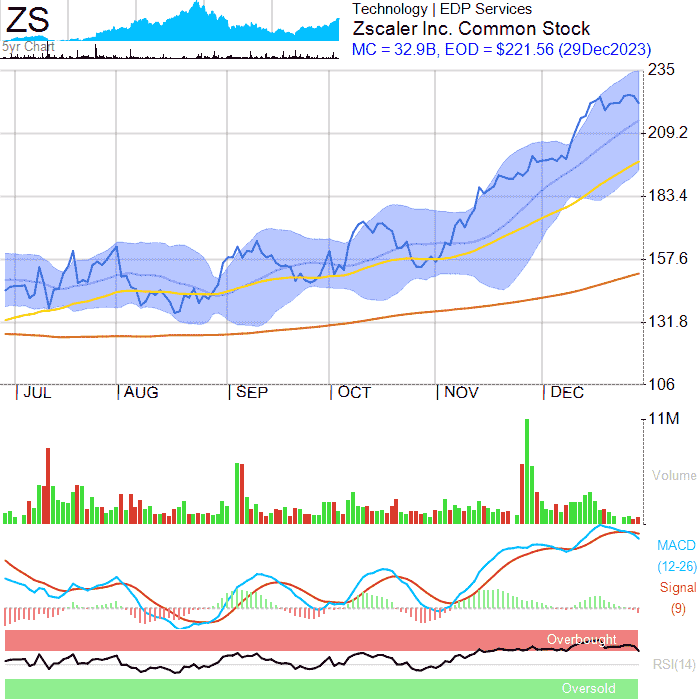 ZS
5yr Chart
Technology | EDP Services
Zscaler Inc. Common Stock
MC = 32.9B, EOD = $221.56 (29Dec2023)
235
209.2
183.4
157.6
131.8
106
JUL AUG SEP OCT NOV DEC
11M
Volume
MACD
(12-26)
Signal
(9)
Overbought
RSI(14)
Oversold